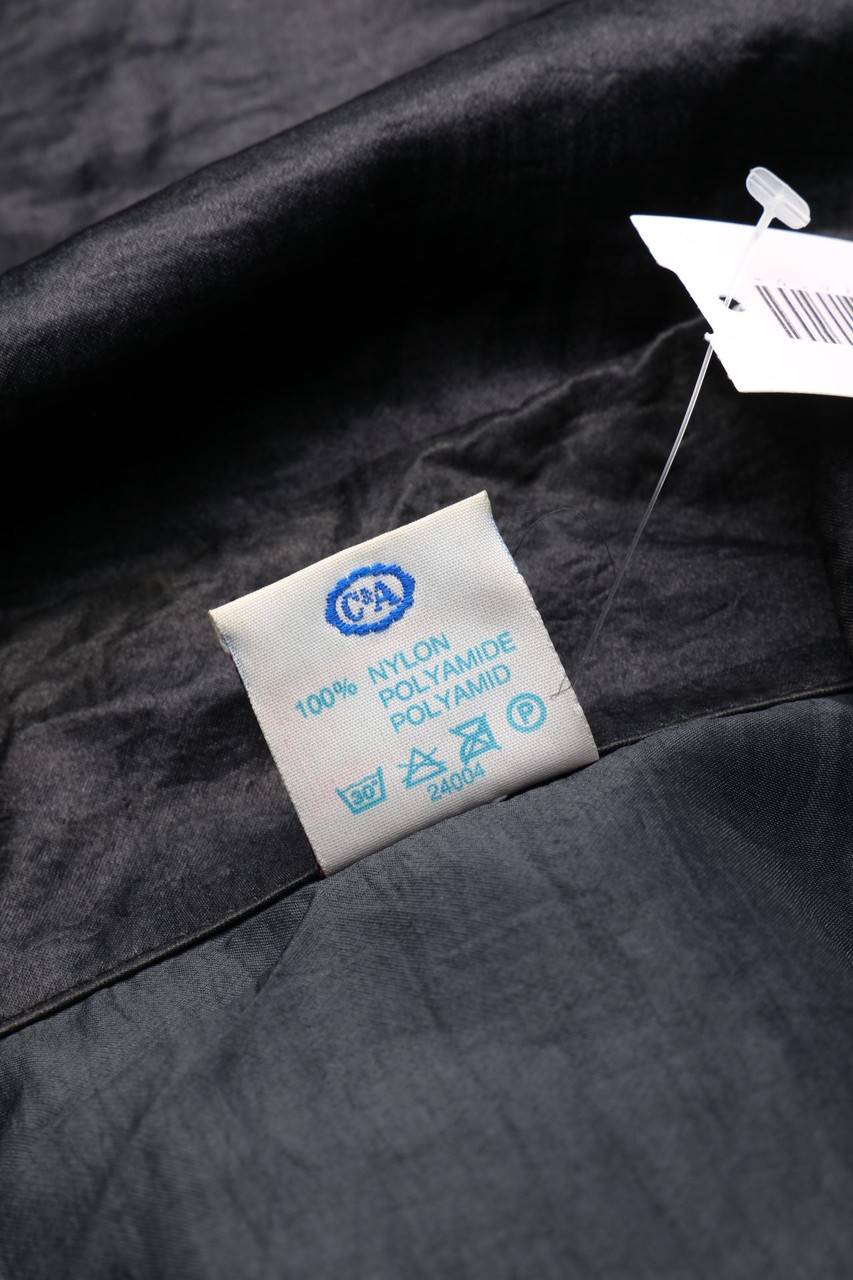 C&A
100% NYLON
POLYAMIDE
POLYAMID
30° P
24004